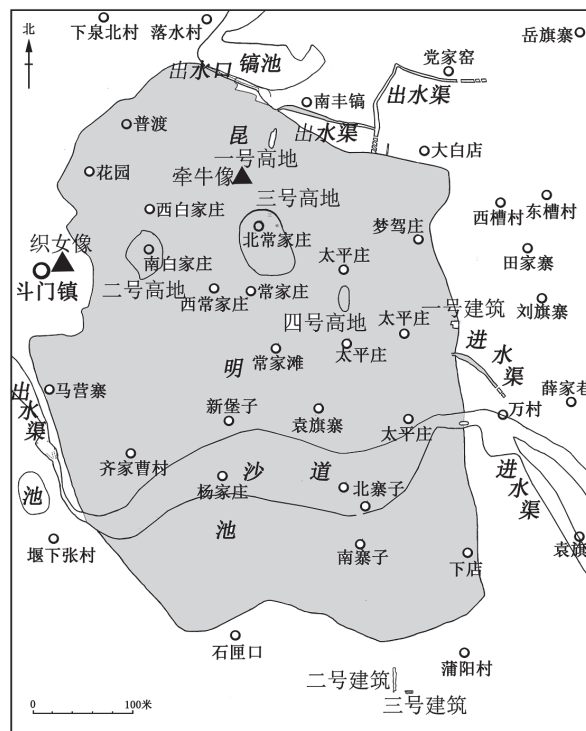 北
下泉北村
落水村
岳旗寨
镐池
党家窑
出水口
出水渠
南丰镐
出水渠
普渡
昆
大白店
一号高地
花园
牵牛像
三号高地
西槽村
东槽村
西白家庄
梦驾庄
北常家庄
织女像
南白家庄
太平庄
田家寨
斗门镇
二号高地
西常家庄
常家庄
刘旗寨
一号建筑
四号高地
太平庄
进水渠
常家滩
太平庄
明
马营寨
出水渠
薛家巷
新堡子
袁旗寨
太平庄
万村
齐家曹村
沙
道
进水渠
杨家庄
北寨子
池
池
堰下张村
南寨子
下店
袁旗
石匣口
蒲阳村
二号建筑
三号建筑
0
100米